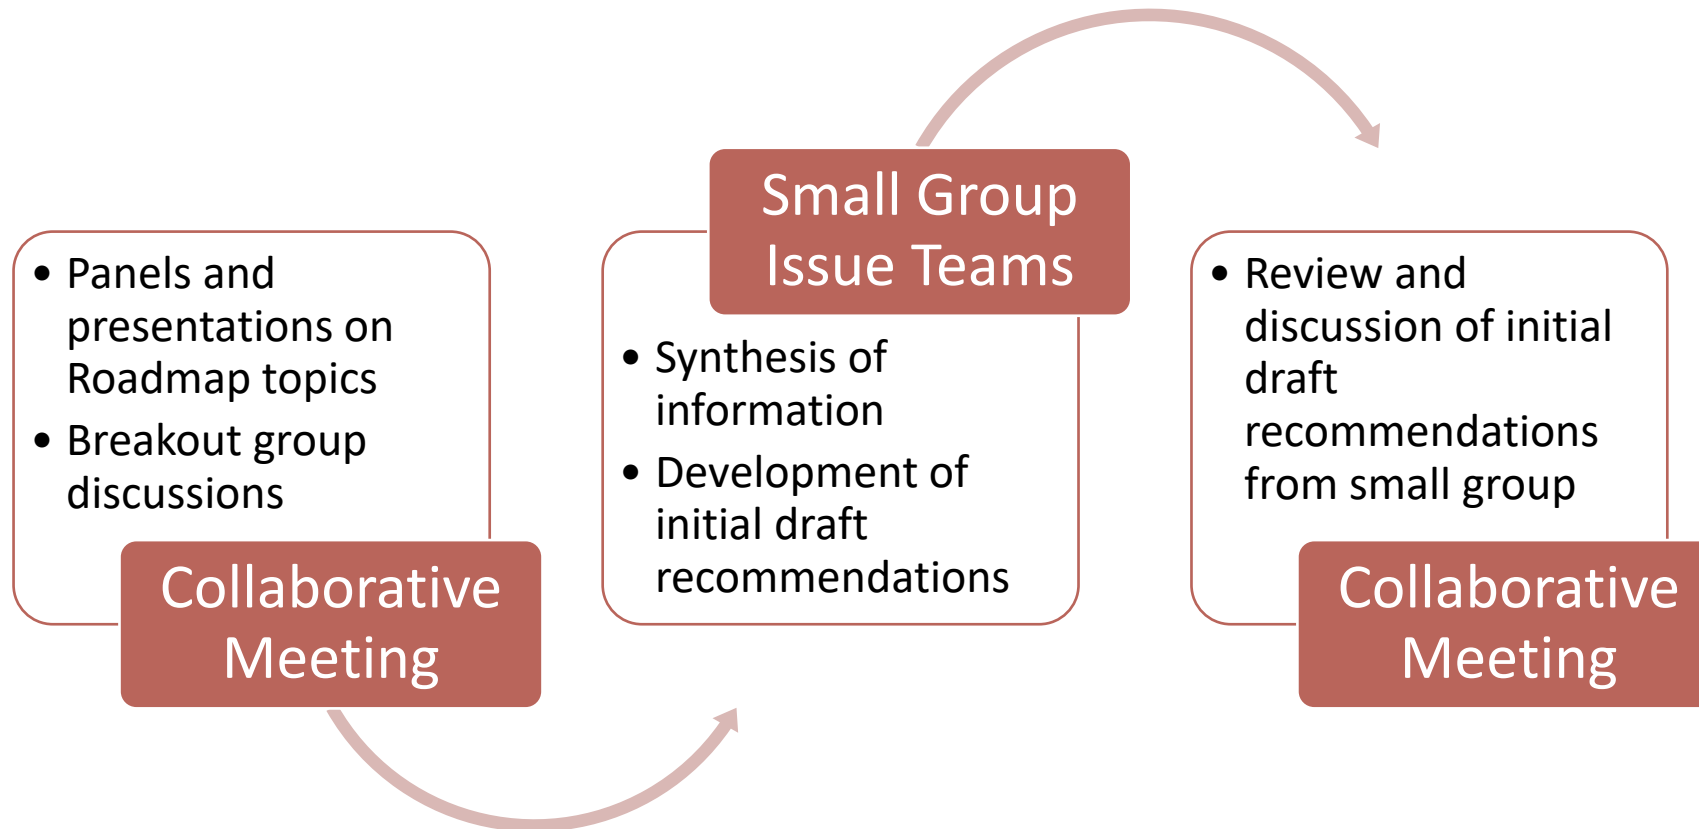 • Panels and
presentations on
Roadmap topics
• Breakout group
discussions
Collaborative
Meeting
Small Group
Issue Teams
• Synthesis of
information
• Development of
initial draft
recommendations
• Review and
discussion of initial
draft
recommendations
from small group
Collaborative
Meeting